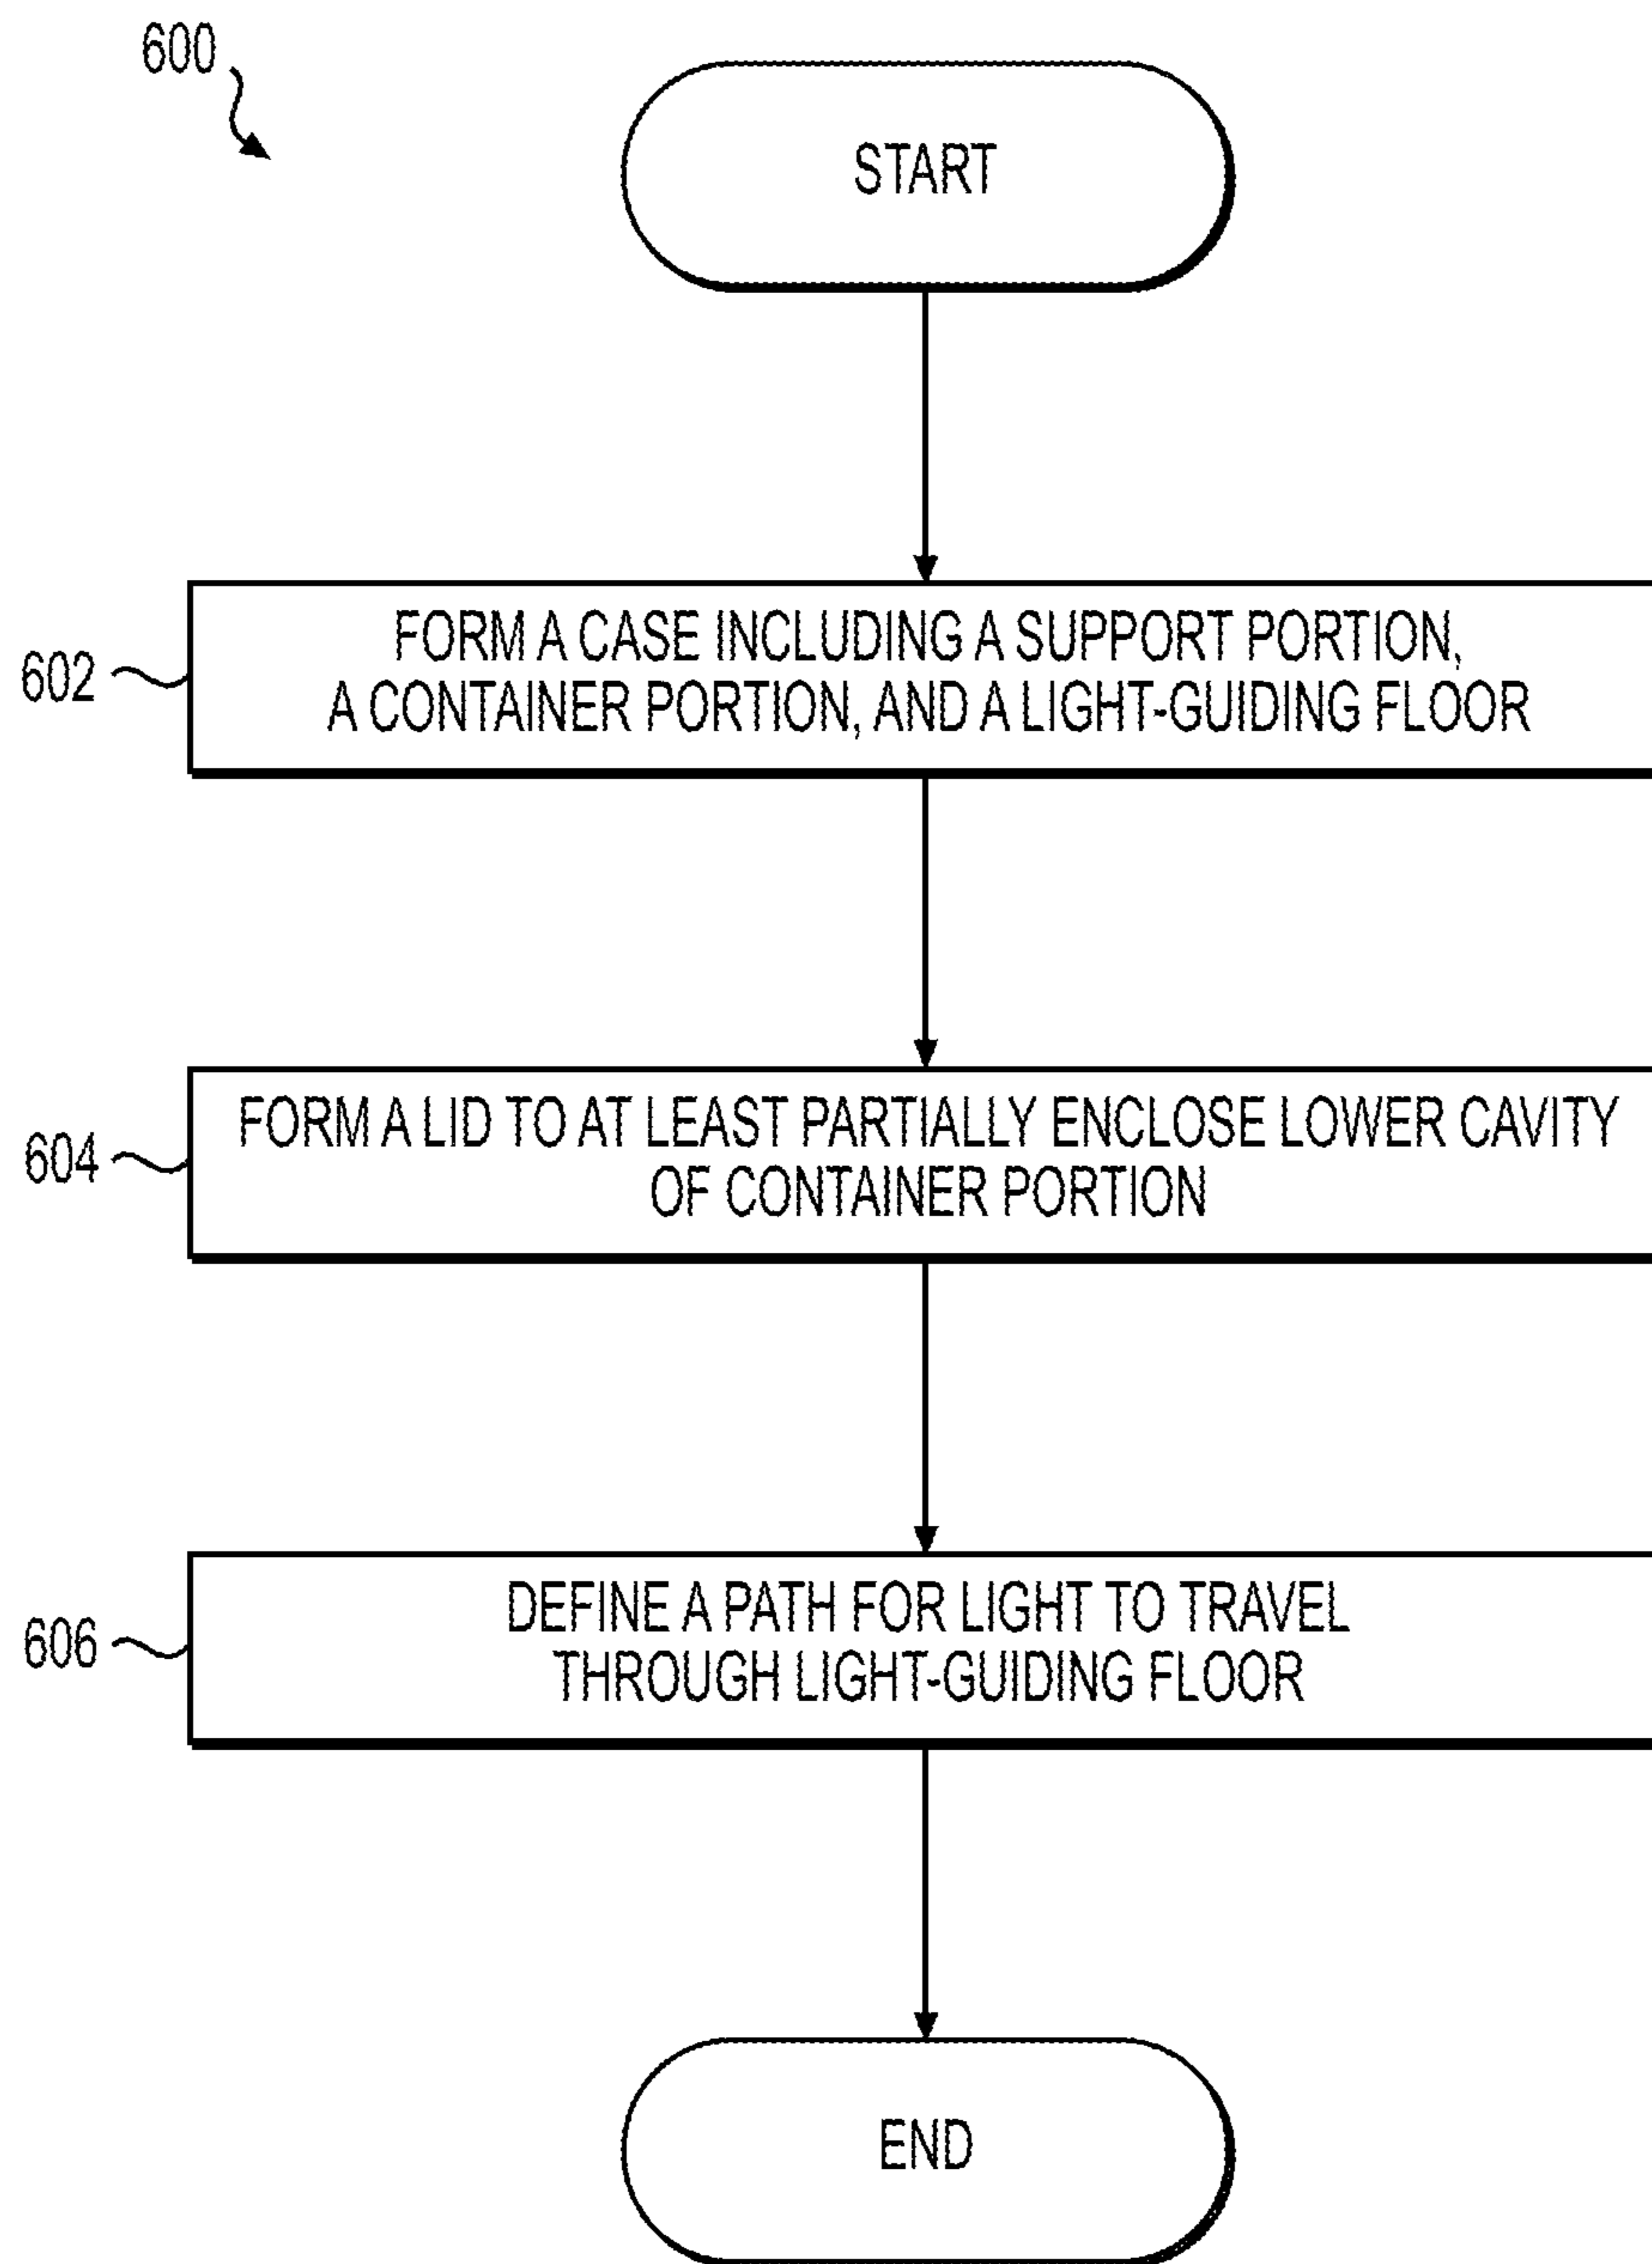 600
START
602
FORM A CASE INCLUDING A SUPPORT PORTION,
A CONTAINER PORTION, AND A LIGHT-GUIDING FLOOR
604
FORM A LID TO AT LEAST PARTIALLY ENCLOSE LOWER CAVITY
OF CONTAINER PORTION
606
DEFINE A PATH FOR LIGHT TO TRAVEL
THROUGH LIGHT-GUIDING FLOOR
END